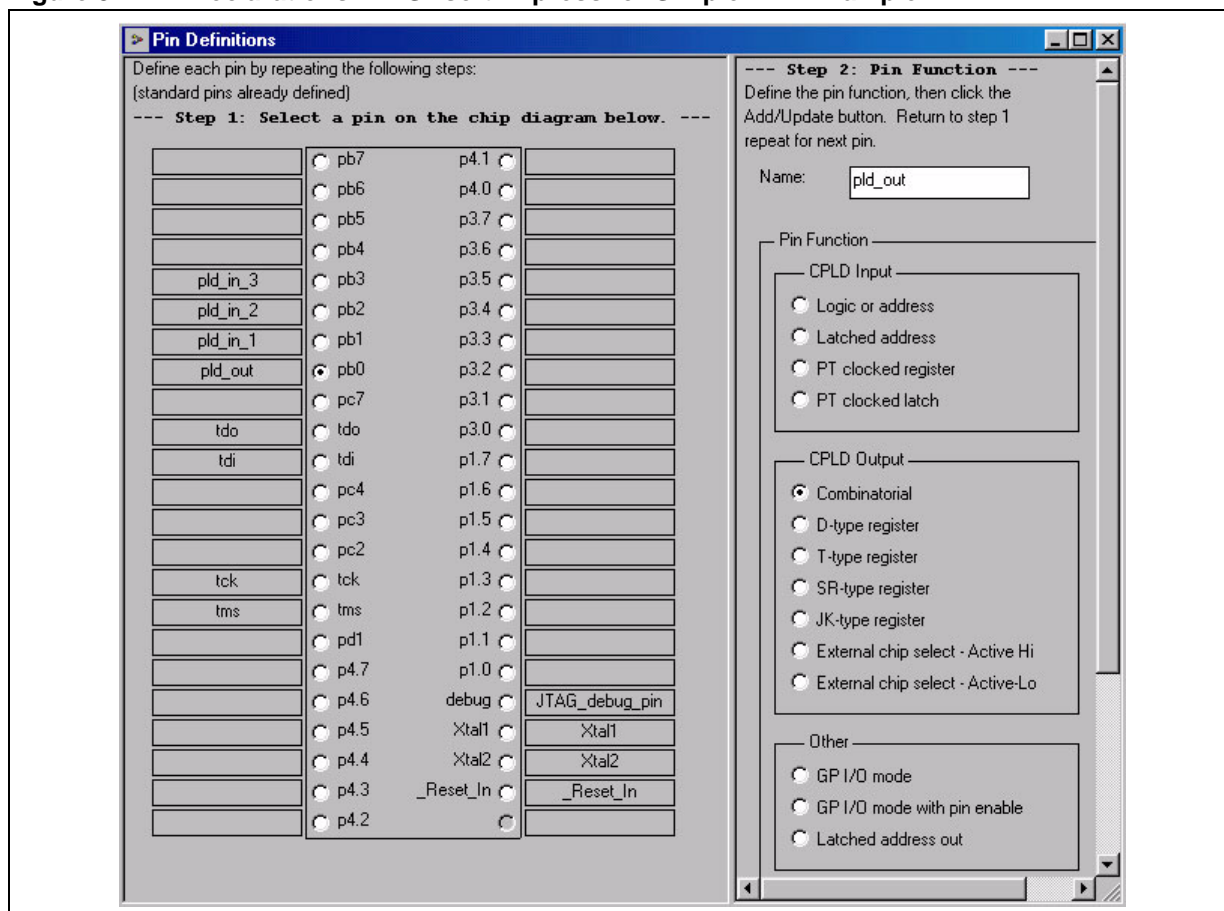 Pin Definitions
Define each pin by repeating the following steps:
(standard pins already defined)
--- Step 1: Select a pin on the chip diagram below. ---
pb7 p4.1
pb6 p4.0
pb5 p3.7
pb4 p3.6
pld_in_3 pb3 p3.5
pld_in_2 pb2 p3.4
pld_in_1 pb1 p3.3
pld_out pb0 p3.2
pc7 p3.1
tdo tdo p3.0
tdi tdi p1.7
pc4 p1.6
pc3 p1.5
pc2 p1.4
tck tck p1.3
tms tms p1.2
pd1 p1.1
p4.7 p1.0
p4.6 debug JTAG_debug_pin
p4.5 Xtal1 Xtal1
p4.4 Xtal2 Xtal2
p4.3 _Reset_In _Reset_In
p4.2
--- Step 2: Pin Function ---
Define the pin function, then click the
Add/Update button. Return to step 1
repeat for next pin.
Name: pld_out
Pin Function
CPLD Input
Logic or address
Latched address
PT clocked register
PT clocked latch
CPLD Output
Combinatorial
D-type register
T-type register
SR-type register
JK-type register
External chip select - Active Hi
External chip select - Active-Lo
Other
GP I/O mode
GP I/O mode with pin enable
Latched address out